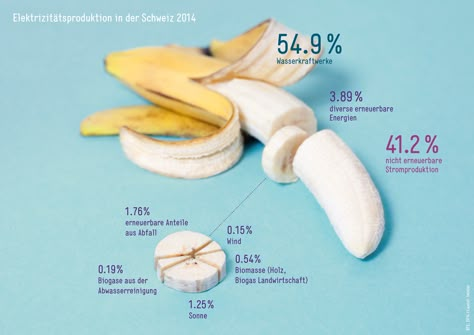 Elektrizitätsproduktion in der Schweiz 2014
54.9 %
Wasserkraftwerke
3.89 %
diverse erneuerbare
Energien
41.2 %
nicht erneuerbare
Stromproduktion
1.76%
erneuerbare Anteile
aus Abfall
0.15%
Wind
0.54%
Biomasse (Holz,
Biogas Landwirtschaft)
0.19%
Biogase aus der
Abwasserreinigung
1.25%
Sonne